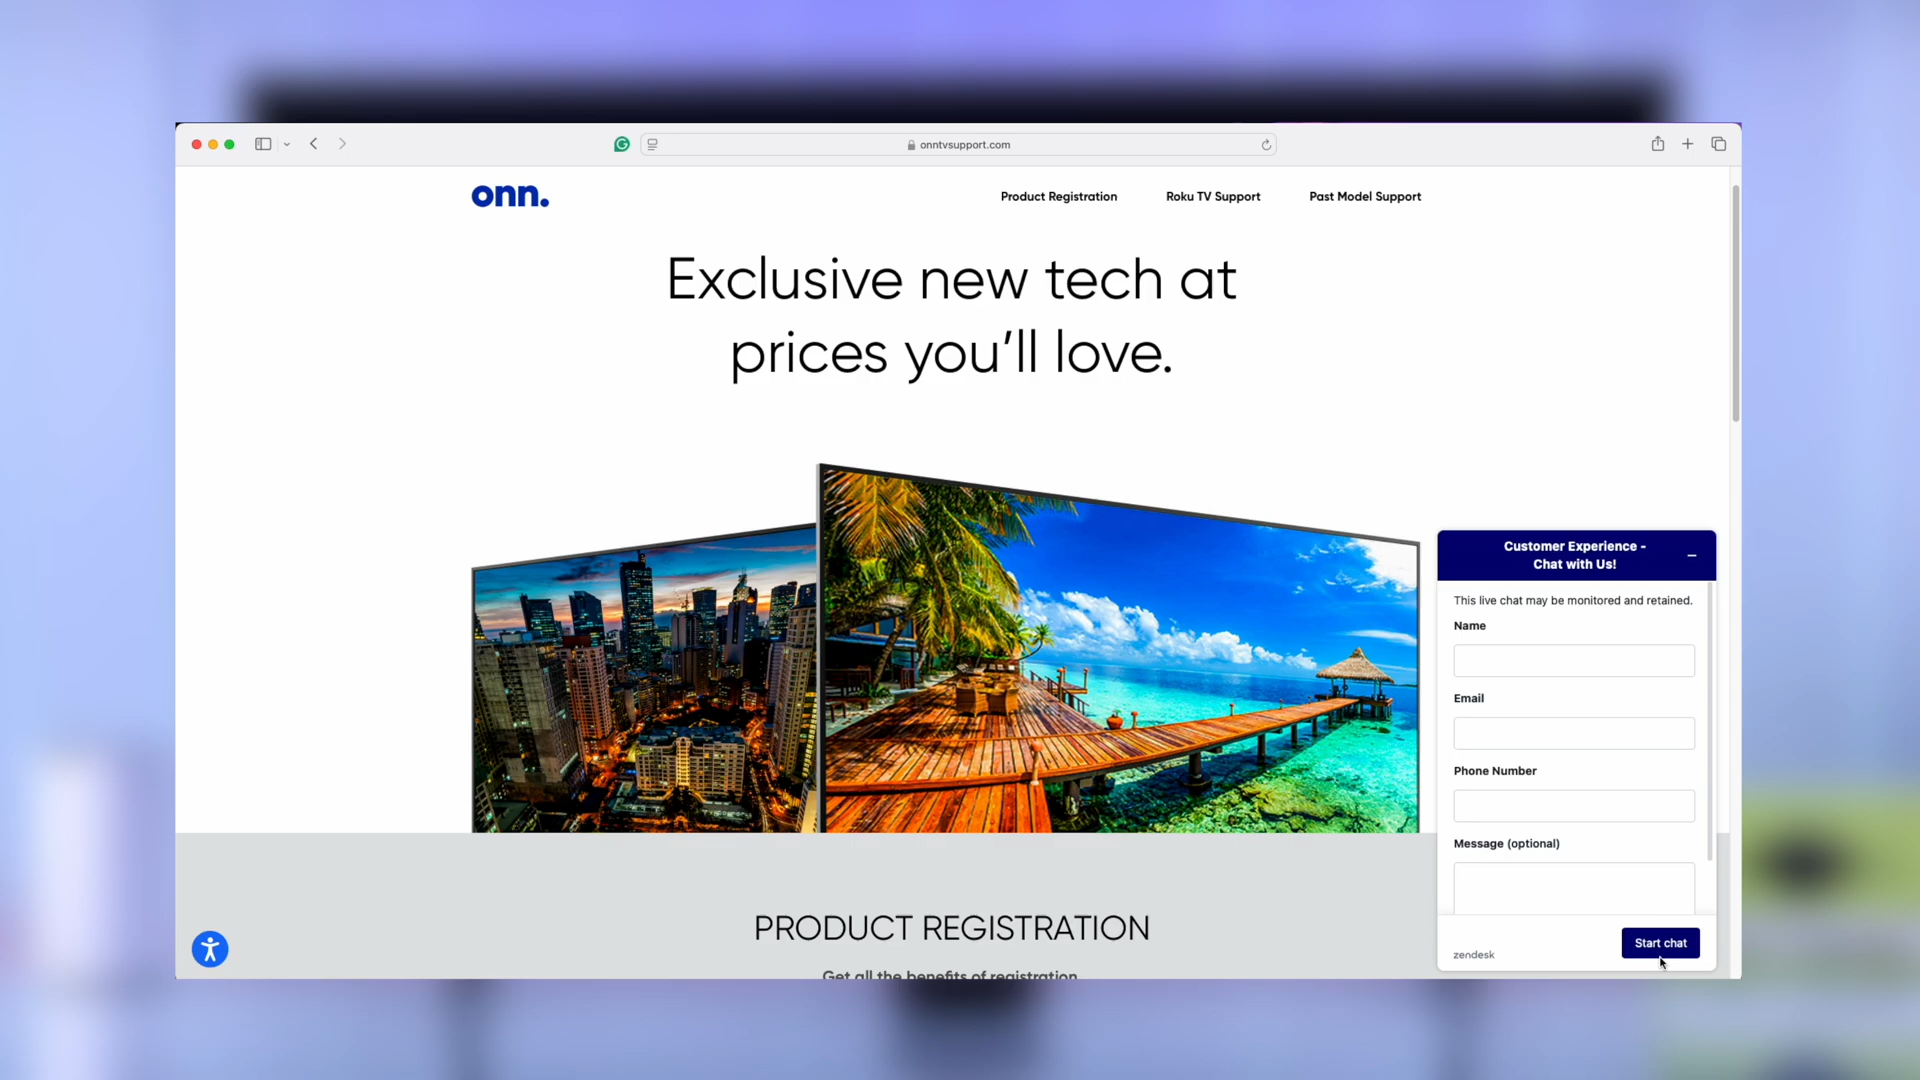 onntvsupport.com
onn.
Product Registration
Roku TV Support
Past Model Support
Exclusive new tech at
prices you’ll love.
Customer Experience -
Chat with Us!
This live chat may be monitored and retained.
Name
Email
Phone Number
Message (optional)
zendesk
Start chat
PRODUCT REGISTRATION
Get all the benefits of registration